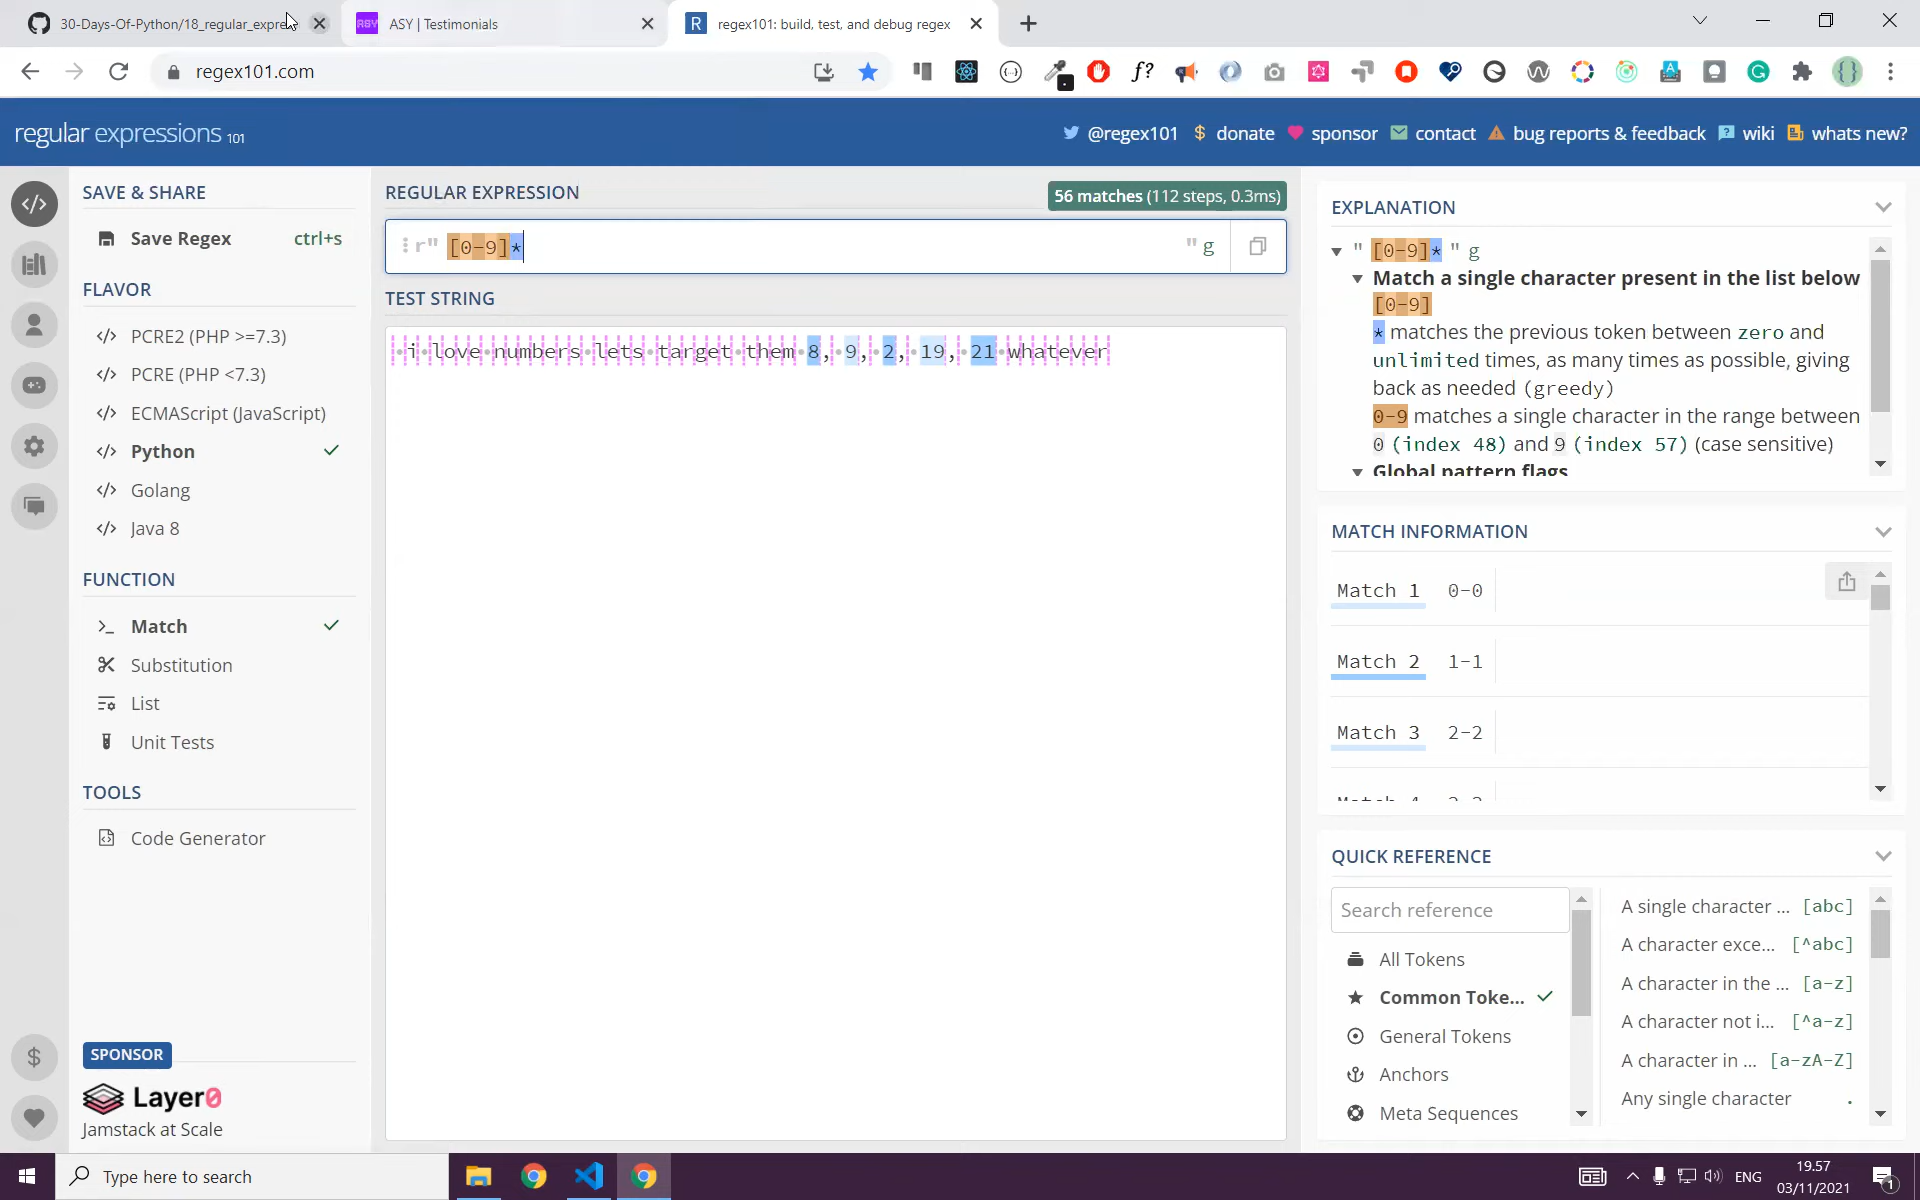 30-Days-Of-Python/18_regular_expre
ASY | Testimonials
regex101: build, test, and debug regex
regex101.com
regular expressions 101
@regex101
donate
sponsor
contact
bug reports & feedback
wiki
whats new?
SAVE & SHARE
Save Regex ctrl+s
FLAVOR
PCRE2 (PHP >=7.3)
PCRE (PHP <7.3)
ECMAScript (JavaScript)
Python
Golang
Java 8
FUNCTION
Match
Substitution
List
Unit Tests
TOOLS
Code Generator
SPONSOR
Layer0
Jamstack at Scale
REGULAR EXPRESSION
56 matches (112 steps, 0.3ms)
r" [0-9]* " g
TEST STRING
i love numbers lets target them 8, 9, 2, 19, 21 whatever
EXPLANATION
" [0-9]* " g
Match a single character present in the list below
[0-9]
* matches the previous token between zero and
unlimited times, as many times as possible, giving
back as needed (greedy)
0-9 matches a single character in the range between
0 (index 48) and 9 (index 57) (case sensitive)
Global pattern flags
MATCH INFORMATION
Match 1 0-0
Match 2 1-1
Match 3 2-2
QUICK REFERENCE
Search reference
All Tokens
Common Toke...
General Tokens
Anchors
Meta Sequences
A single character ... [abc]
A character exce... [^abc]
A character in the ... [a-z]
A character not i... [^a-z]
A character in ... [a-zA-Z]
Any single character .
Type here to search
ENG
19.57
03/11/2021
1